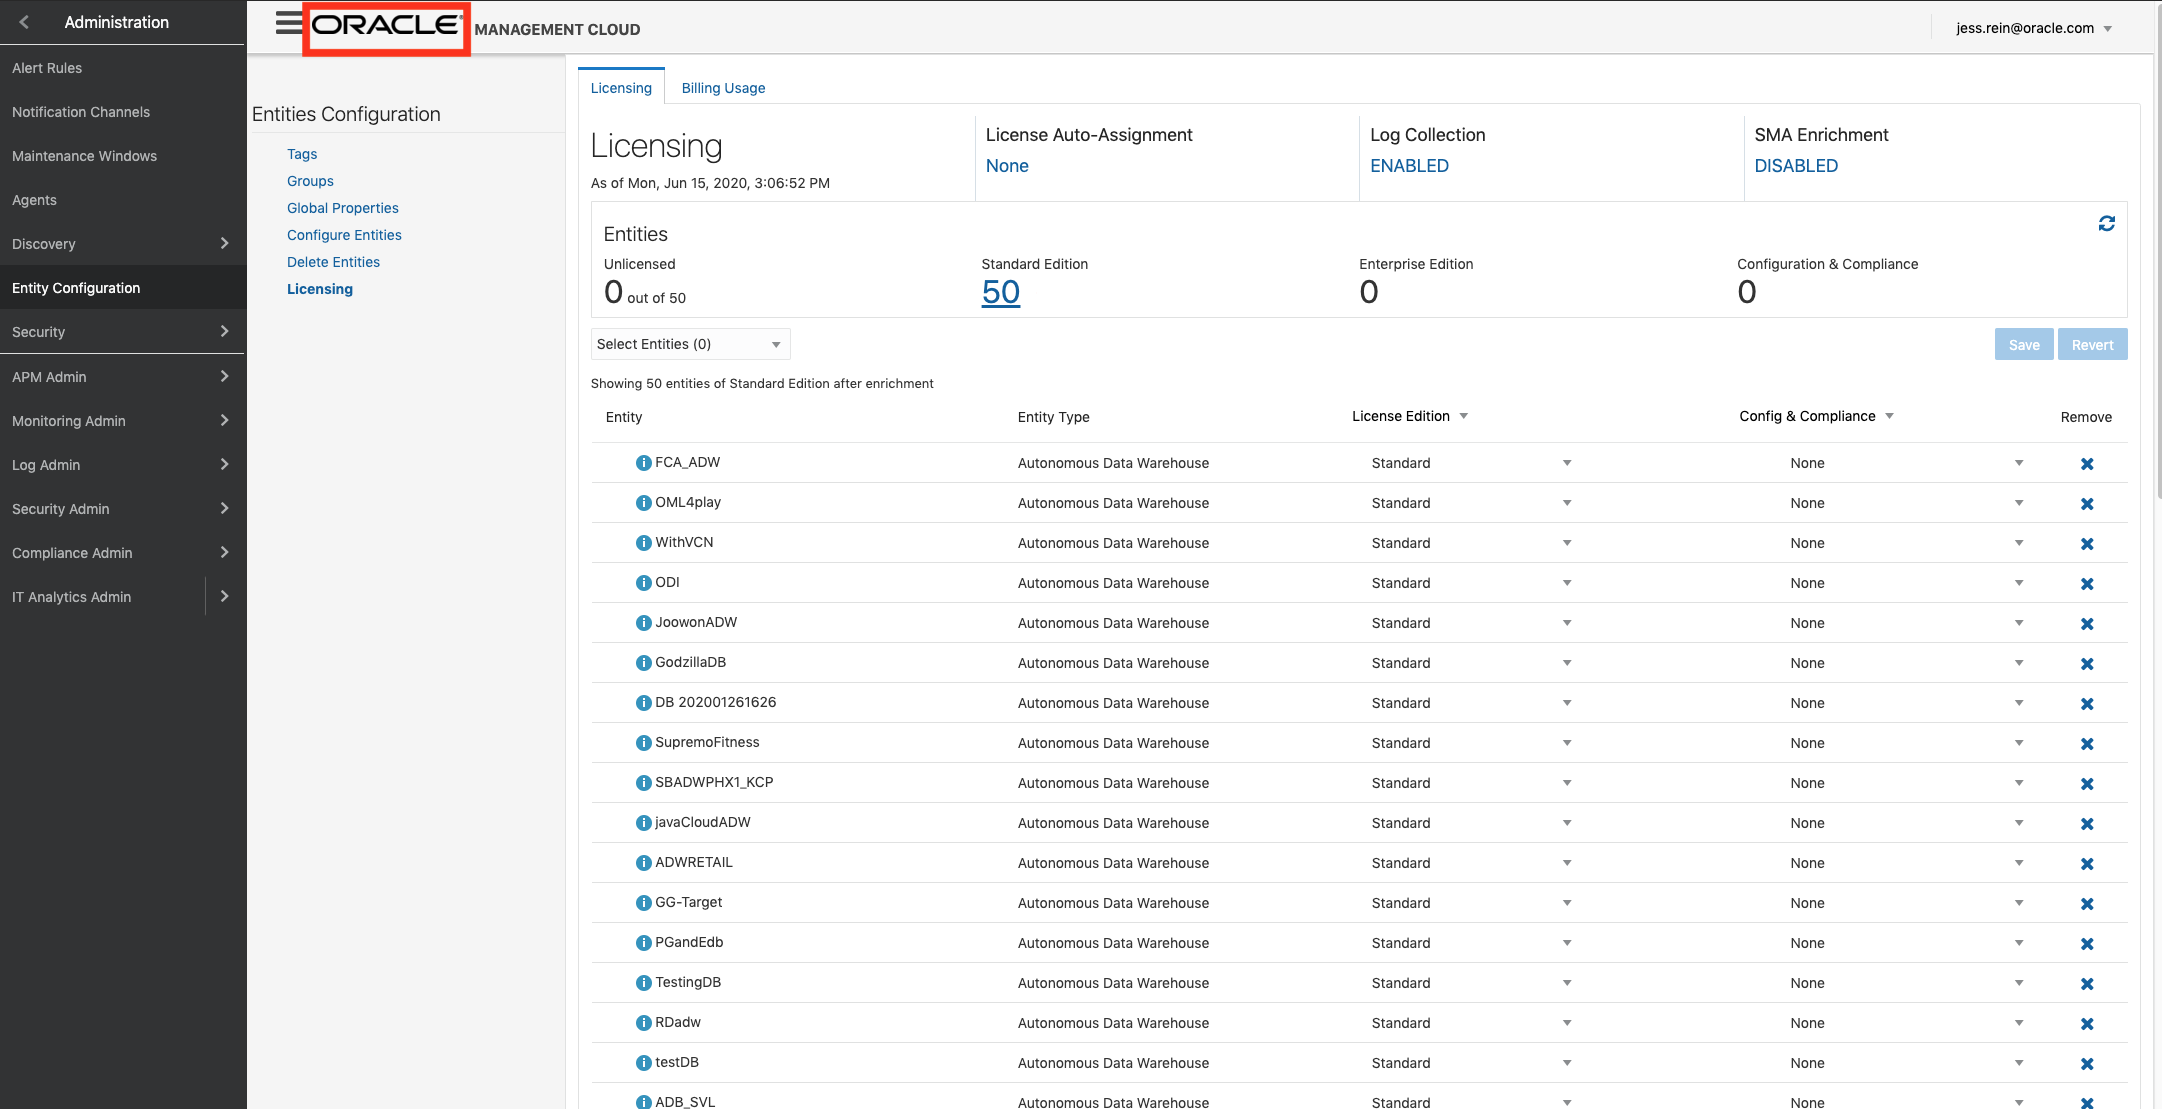 Administration
ORACLE® MANAGEMENT CLOUD
jess.rein@oracle.com
Alert Rules
Notification Channels
Maintenance Windows
Agents
Discovery
Entity Configuration
Security
APM Admin
Monitoring Admin
Log Admin
Security Admin
Compliance Admin
IT Analytics Admin
Entities Configuration
Tags
Groups
Global Properties
Configure Entities
Delete Entities
Licensing
Licensing Billing Usage
Licensing
As of Mon, Jun 15, 2020, 3:06:52 PM
License Auto-Assignment
None
Log Collection
ENABLED
SMA Enrichment
DISABLED
Entities
Unlicensed
0 out of 50
Standard Edition
50
Enterprise Edition
0
Configuration & Compliance
0
Select Entities (0)
Save Revert
Showing 50 entities of Standard Edition after enrichment
Entity Entity Type License Edition Config & Compliance Remove
FCA_ADW Autonomous Data Warehouse Standard None
OML4play Autonomous Data Warehouse Standard None
WithVCN Autonomous Data Warehouse Standard None
ODI Autonomous Data Warehouse Standard None
JoowonADW Autonomous Data Warehouse Standard None
GodzillaDB Autonomous Data Warehouse Standard None
DB 202001261626 Autonomous Data Warehouse Standard None
SupremoFitness Autonomous Data Warehouse Standard None
SBADWPHX1_KCP Autonomous Data Warehouse Standard None
javaCloudADW Autonomous Data Warehouse Standard None
ADWRETAIL Autonomous Data Warehouse Standard None
GG-Target Autonomous Data Warehouse Standard None
PGandEdb Autonomous Data Warehouse Standard None
TestingDB Autonomous Data Warehouse Standard None
RDadw Autonomous Data Warehouse Standard None
testDB Autonomous Data Warehouse Standard None
ADB_SVL Autonomous Data Warehouse Standard None